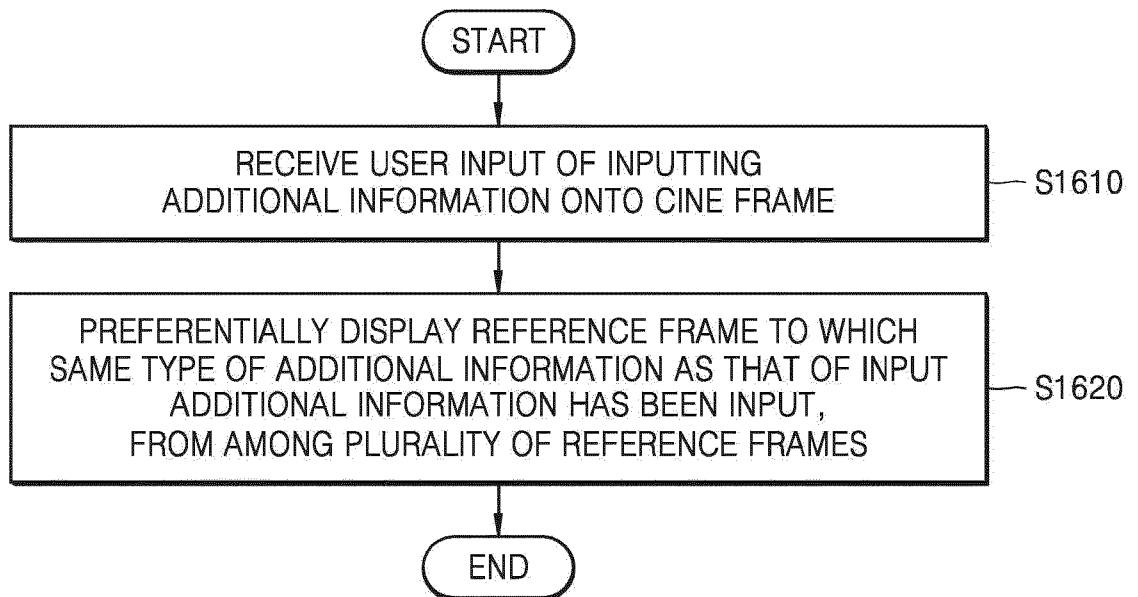 START
RECEIVE USER INPUT OF INPUTTING
ADDITIONAL INFORMATION ONTO CINE FRAME
S1610
PREFERENTIALLY DISPLAY REFERENCE FRAME TO WHICH
SAME TYPE OF ADDITIONAL INFORMATION AS THAT OF INPUT
ADDITIONAL INFORMATION HAS BEEN INPUT,
FROM AMONG PLURALITY OF REFERENCE FRAMES
S1620
END